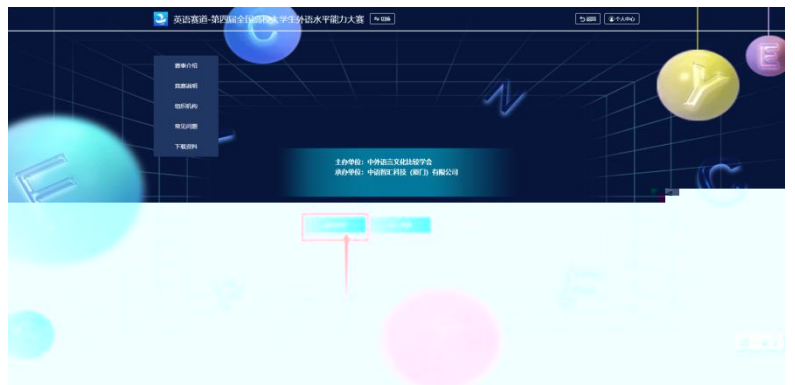 英语赛道-第四届全国高校大学生外语水平能力大赛 切换
返回 个人中心
赛事介绍
竞赛说明
组织机构
常见问题
下载资料
主办单位：中外语言文化比较学会
承办单位：中语智汇科技（厦门）有限公司